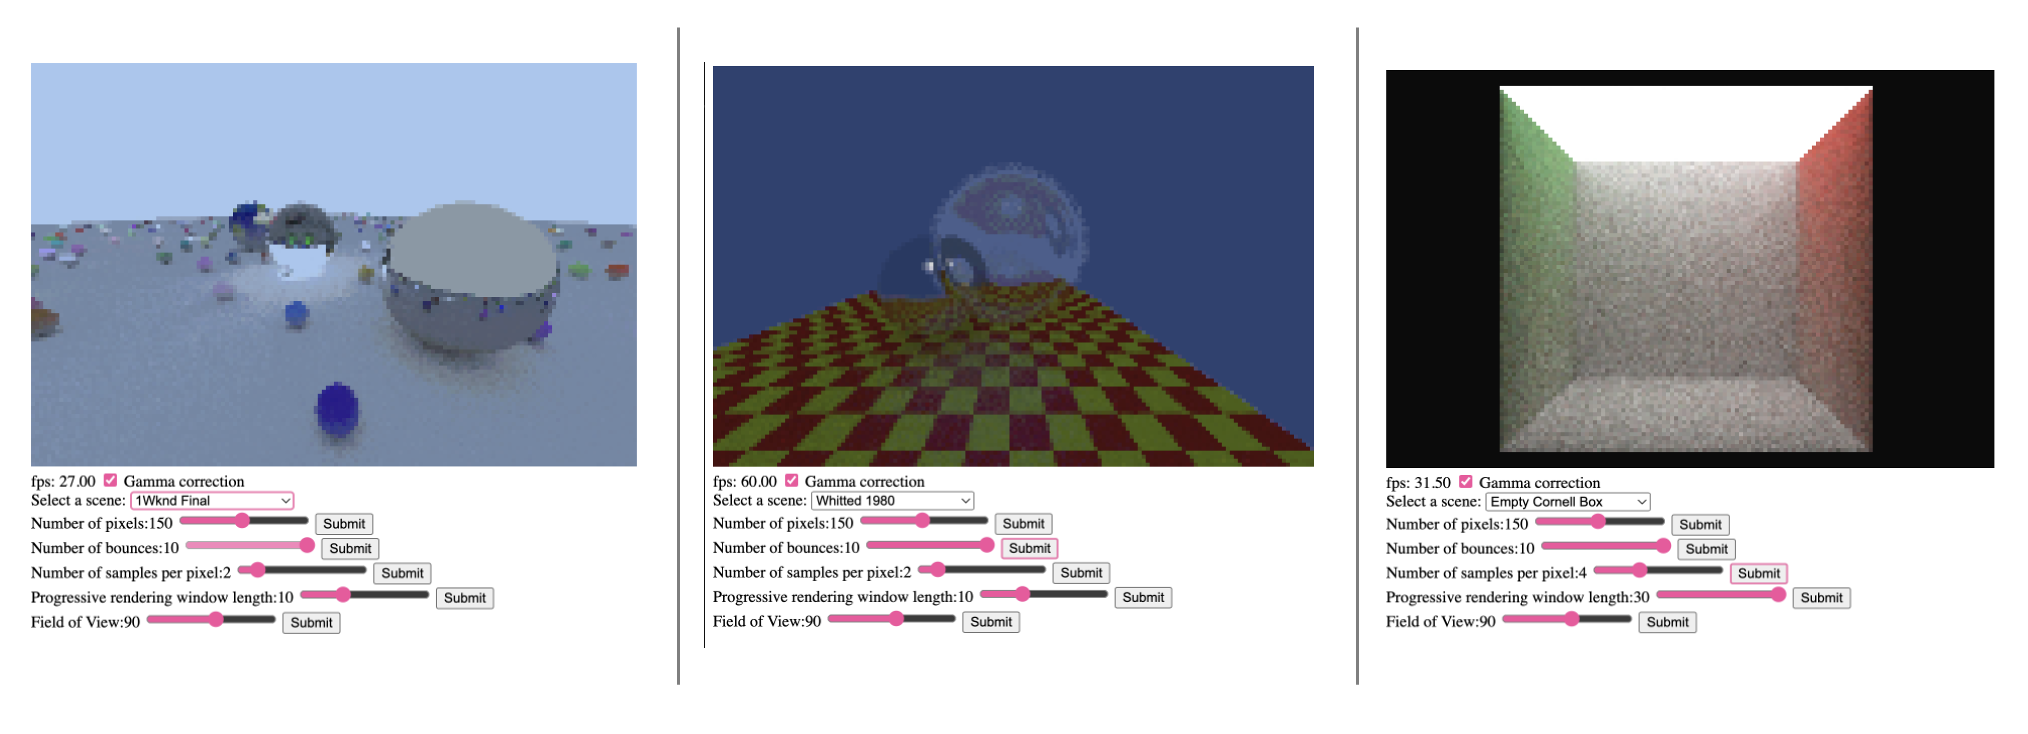 fps: 27.00 Gamma correction
Select a scene: 1Wknd Final
Number of pixels:150 Submit
Number of bounces:10 Submit
Number of samples per pixel:2 Submit
Progressive rendering window length:10 Submit
Field of View:90 Submit
fps: 60.00 Gamma correction
Select a scene: Whitted 1980
Number of pixels:150 Submit
Number of bounces:10 Submit
Number of samples per pixel:2 Submit
Progressive rendering window length:10 Submit
Field of View:90 Submit
fps: 31.50 Gamma correction
Select a scene: Empty Cornell Box
Number of pixels:150 Submit
Number of bounces:10 Submit
Number of samples per pixel:4 Submit
Progressive rendering window length:30 Submit
Field of View:90 Submit